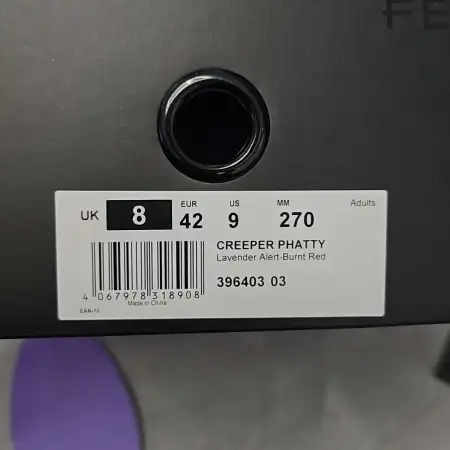 FE
UK 8 EUR 42 US 9 MM 270 Adults
CREEPER PHATTY
Lavender Alert-Burnt Red
396403 03
4 067978 318908
Made in China
EAN-13